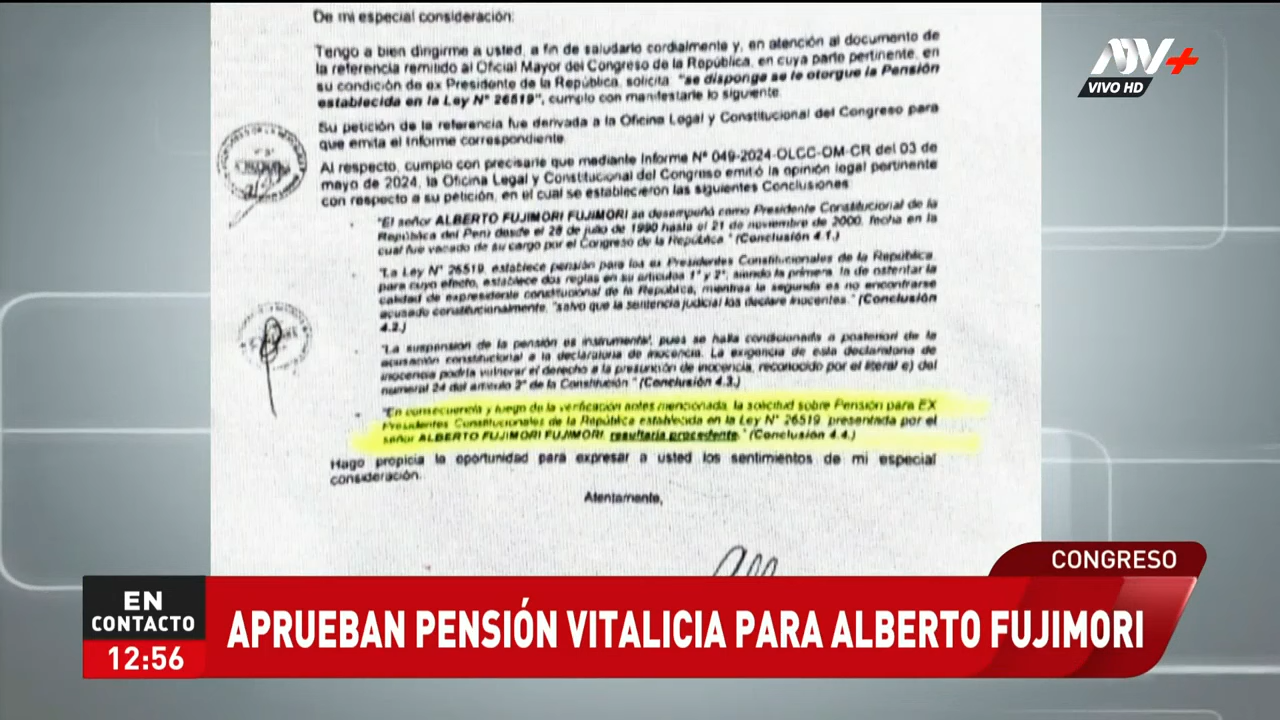 De mi especial consideración:
Tengo a bien dirigirme a usted, a fin de saludarlo cordialmente y, en atención al documento de
la referencia remitido al Oficial Mayor del Congreso de la República, en cuya parte pertinente, en
su condición de ex Presidente de la República, solicita: "se disponga se le otorgue la Pensión
establecida en la Ley N° 26519", cumplo con manifestarle lo siguiente.
Su petición de la referencia fue derivada a la Oficina Legal y Constitucional del Congreso para
que emita el Informe correspondiente.
Al respecto, cumplo con precisarle que mediante Informe N° 049-2024-OLCC-OM-CR del 03 de
mayo de 2024, la Oficina Legal y Constitucional del Congreso emitió la opinión legal pertinente
con respecto a su petición, en el cual se establecieron las siguientes Conclusiones:
"El señor ALBERTO FUJIMORI FUJIMORI se desempeñó como Presidente Constitucional de la
República del Perú desde el 28 de julio de 1990 hasta el 21 de noviembre de 2000, fecha en la
cual fue vacado de su cargo por el Congreso de la República." (Conclusión 4.1.)
"La Ley N° 26519, establece pensión para los ex Presidentes Constitucionales de la República,
para cuyo efecto, establece dos reglas en su artículos 1° y 2°, siendo la primera, la de ostentar la
calidad de expresidente constitucional de la República, mientras la segunda es no encontrarse
acusado constitucionalmente, "salvo que la sentencia judicial los declare inocentes." (Conclusión
4.2.)
"La suspensión de la pensión es instrumental, pues se halla condicionada a posteriori de la
acusación constitucional a la declaratoria de inocencia. La exigencia de esta declaratoria de
inocencia podría vulnerar el derecho a la presunción de inocencia, reconocido por el literal e) del
numeral 24 del artículo 2° de la Constitución." (Conclusión 4.3.)
"En consecuencia y luego de la verificación antes mencionada, la solicitud sobre Pensión para EX
Presidentes Constitucionales de la República establecida en la Ley N° 26519, presentada por el
señor ALBERTO FUJIMORI FUJIMORI, resultaría procedente." (Conclusión 4.4.)
Hago propicia la oportunidad para expresar a usted los sentimientos de mi especial
consideración.
Atentamente,
ATV+
VIVO HD
CONGRESO
EN
CONTACTO
12:56
APRUEBAN PENSIÓN VITALICIA PARA ALBERTO FUJIMORI